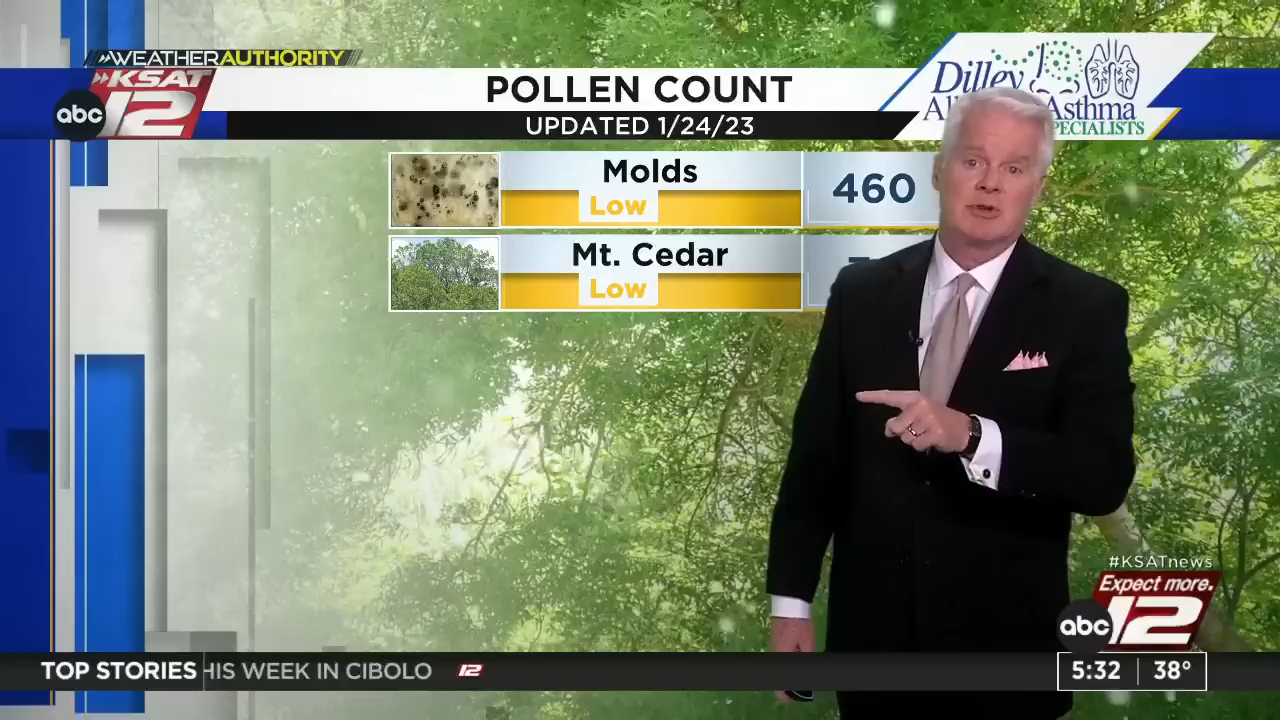 WEATHERAUTHORITY
KSAT
abc 12
POLLEN COUNT
UPDATED 1/24/23
Dilley
Asthma
Molds
Low
460
Mt. Cedar
Low
#KSATnews
Expect more.
abc 12
TOP STORIES
HIS WEEK IN CIBOLO
12
5:32
38°